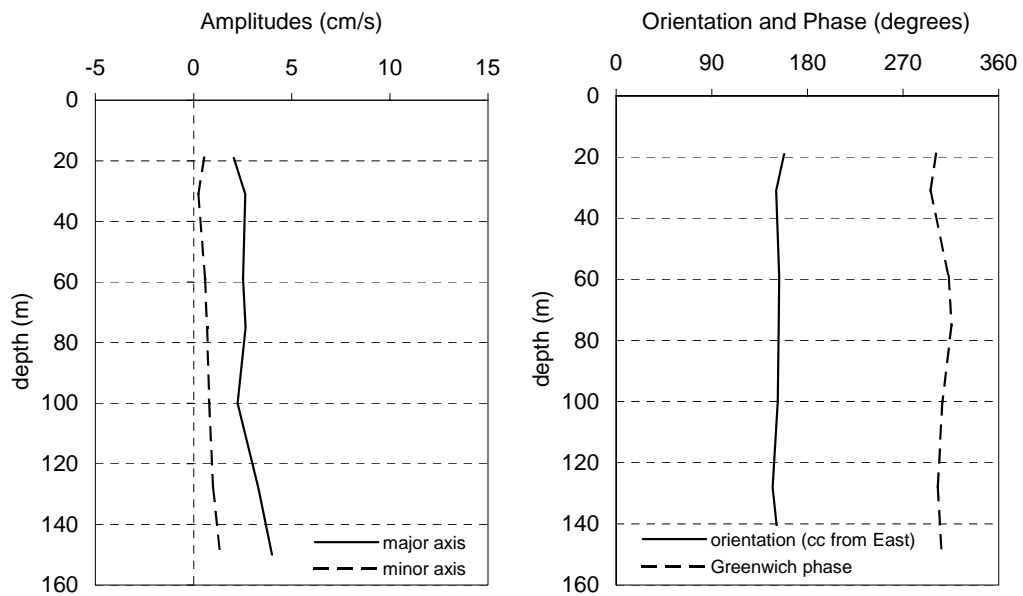 Amplitudes (cm/s)
-5 0 5 10 15
0
20
40
60
80
100
120
140
160
depth (m)
major axis
minor axis
Orientation and Phase (degrees)
0 90 180 270 360
0
20
40
60
80
100
120
140
160
depth (m)
orientation (cc from East)
Greenwich phase